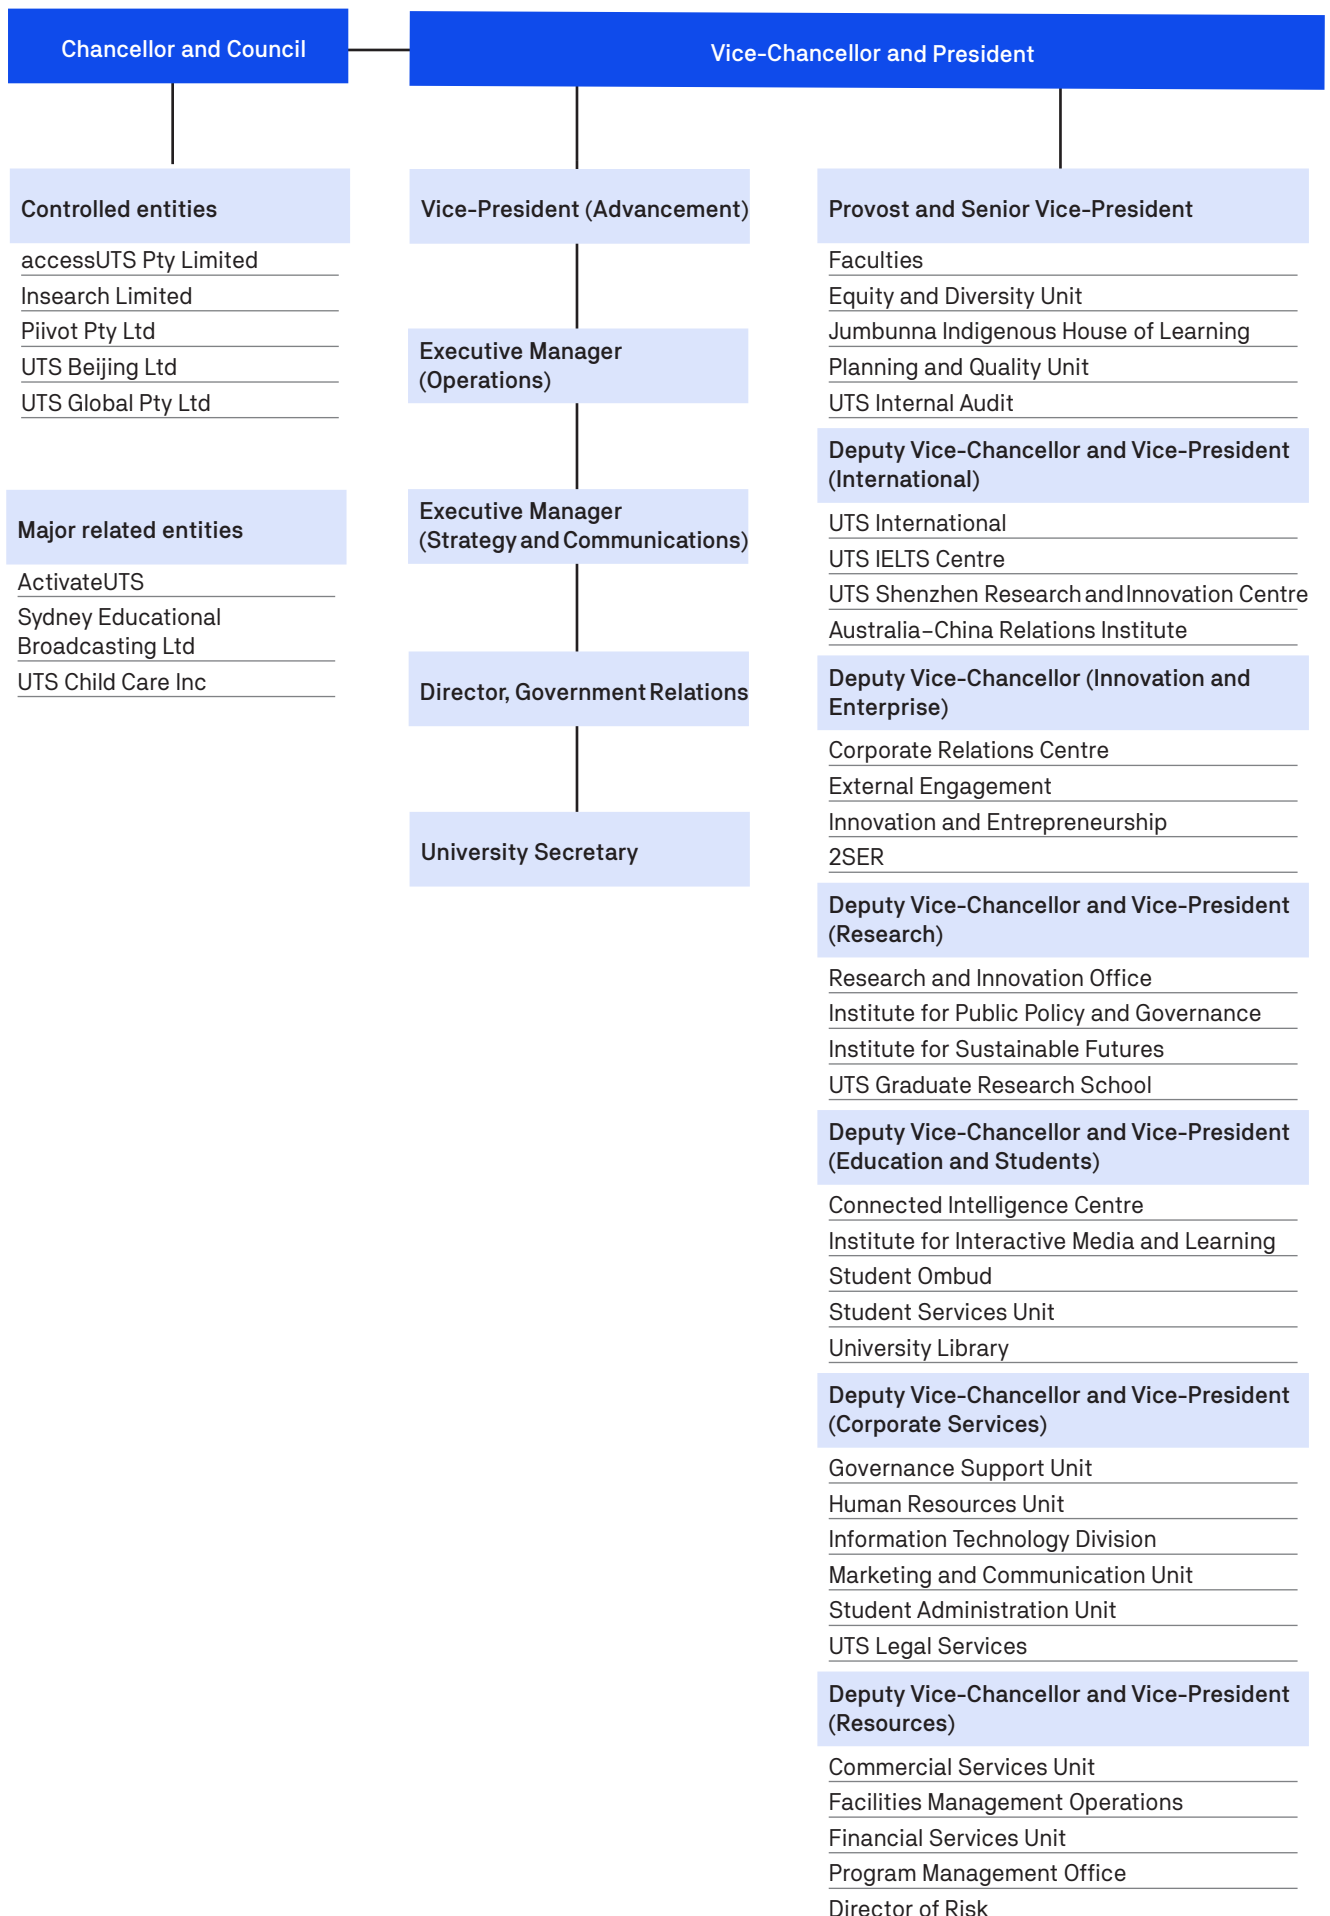 Chancellor and Council
Vice-Chancellor and President
Controlled entities
accessUTS Pty Limited
Insearch Limited
Piivot Pty Ltd
UTS Beijing Ltd
UTS Global Pty Ltd
Major related entities
ActivateUTS
Sydney Educational
Broadcasting Ltd
UTS Child Care Inc
Vice-President (Advancement)
Executive Manager
(Operations)
Executive Manager
(Strategy and Communications)
Director, Government Relations
University Secretary
Provost and Senior Vice-President
Faculties
Equity and Diversity Unit
Jumbunna Indigenous House of Learning
Planning and Quality Unit
UTS Internal Audit
Deputy Vice-Chancellor and Vice-President
(International)
UTS International
UTS IELTS Centre
UTS Shenzhen Research and Innovation Centre
Australia–China Relations Institute
Deputy Vice-Chancellor (Innovation and
Enterprise)
Corporate Relations Centre
External Engagement
Innovation and Entrepreneurship
2SER
Deputy Vice-Chancellor and Vice-President
(Research)
Research and Innovation Office
Institute for Public Policy and Governance
Institute for Sustainable Futures
UTS Graduate Research School
Deputy Vice-Chancellor and Vice-President
(Education and Students)
Connected Intelligence Centre
Institute for Interactive Media and Learning
Student Ombud
Student Services Unit
University Library
Deputy Vice-Chancellor and Vice-President
(Corporate Services)
Governance Support Unit
Human Resources Unit
Information Technology Division
Marketing and Communication Unit
Student Administration Unit
UTS Legal Services
Deputy Vice-Chancellor and Vice-President
(Resources)
Commercial Services Unit
Facilities Management Operations
Financial Services Unit
Program Management Office
Director of Risk